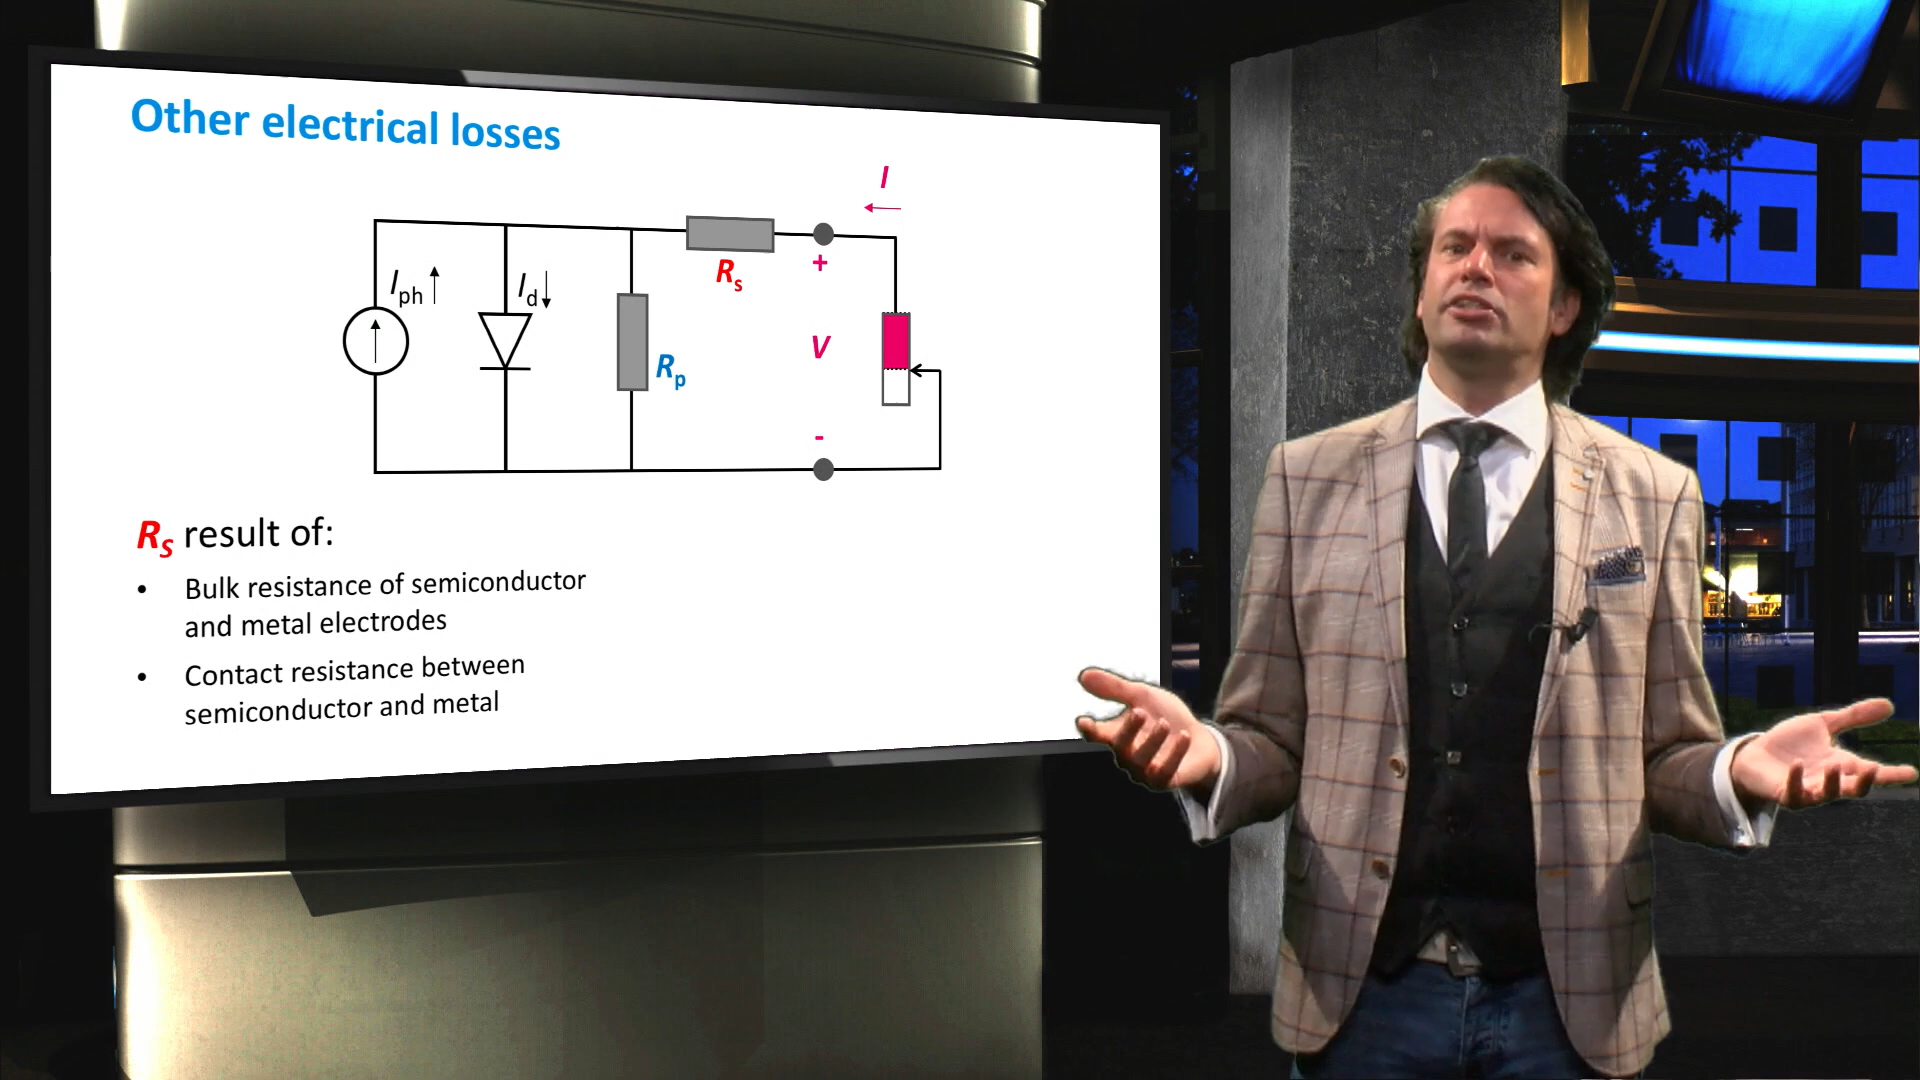 Other electrical losses
I
Rs
+
Iph
Id
V
Rp
-
RS result of:
• Bulk resistance of semiconductor
and metal electrodes
• Contact resistance between
semiconductor and metal